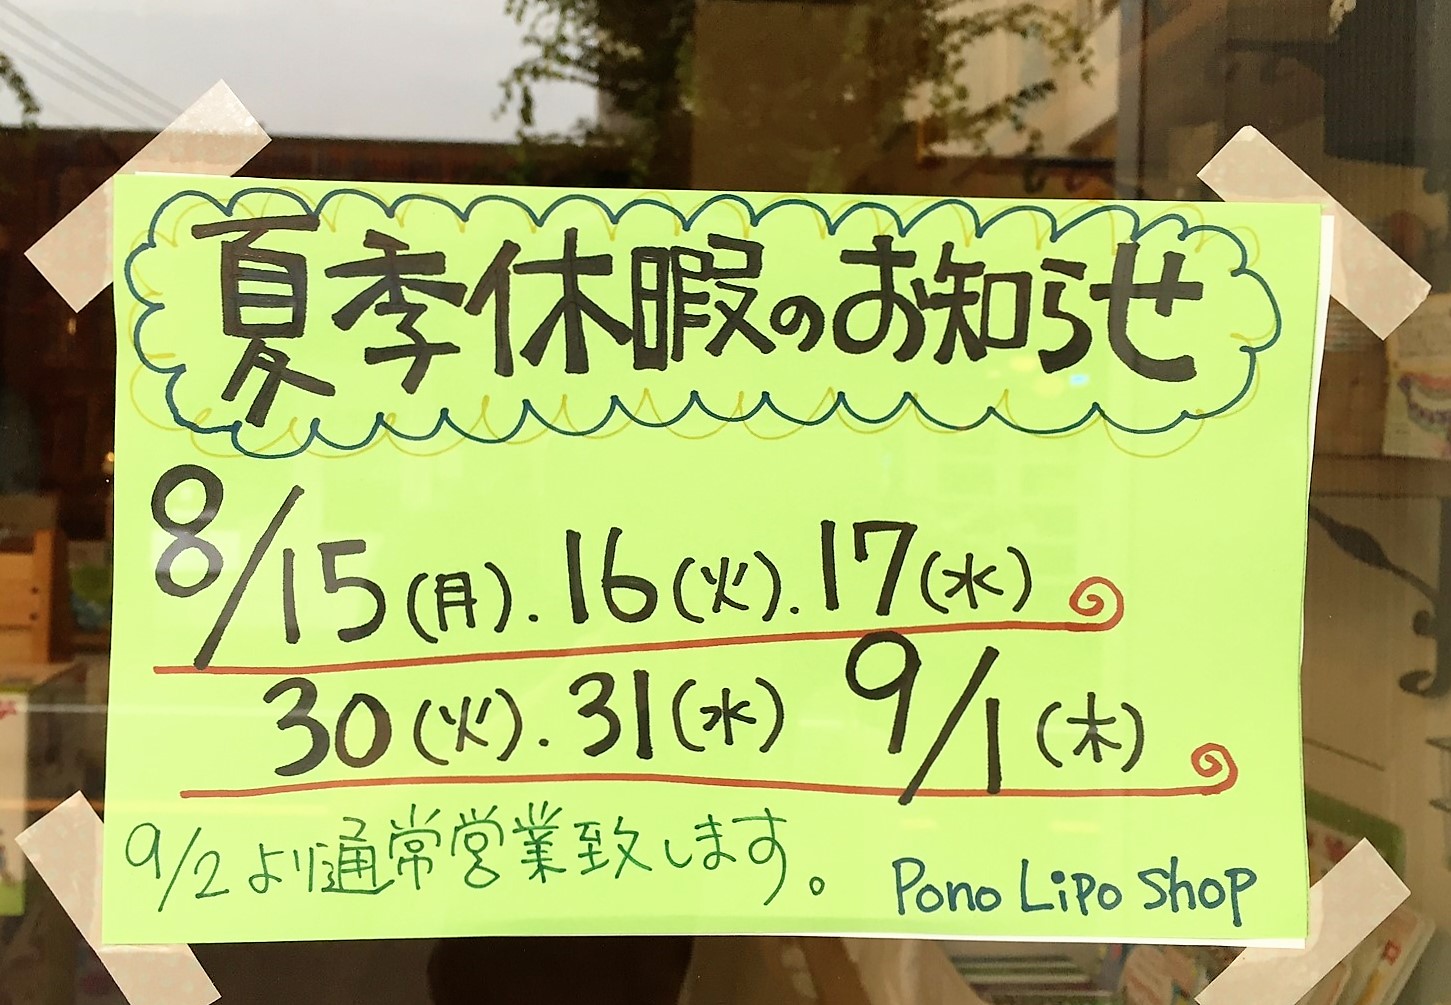 夏季休暇のお知らせ
8/15(月).16(火).17(水)
30(火).31(水) 9/1(木)
9/2より通常営業致します。
Pono Lipo Shop